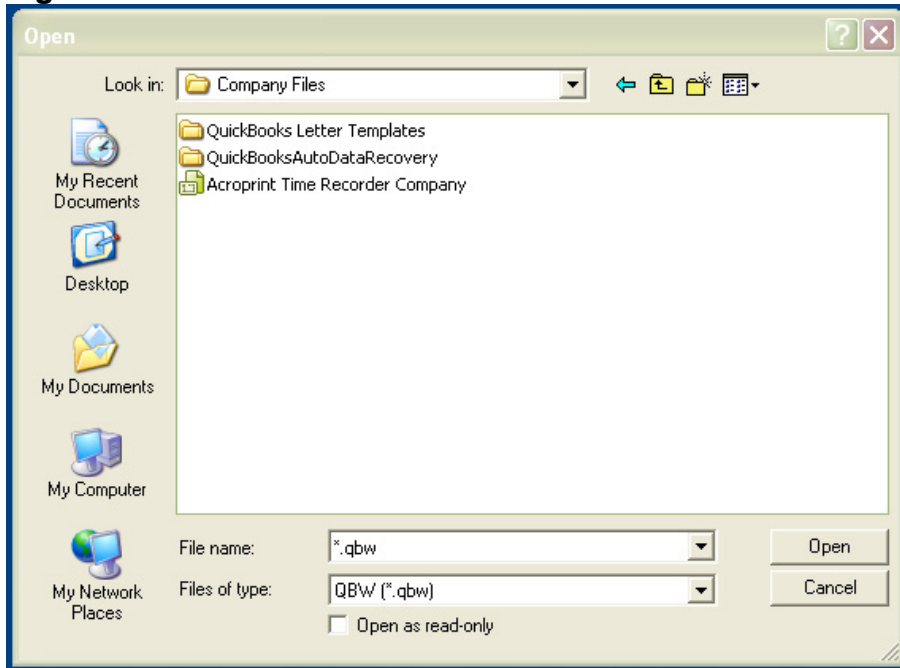 Open
Look in:
Company Files
QuickBooks Letter Templates
QuickBooksAutoDataRecovery
Acroprint Time Recorder Company
My Recent
Documents
Desktop
My Documents
My Computer
My Network
Places
File name:
*.qbw
Open
Files of type:
QBW (*.qbw)
Cancel
Open as read-only